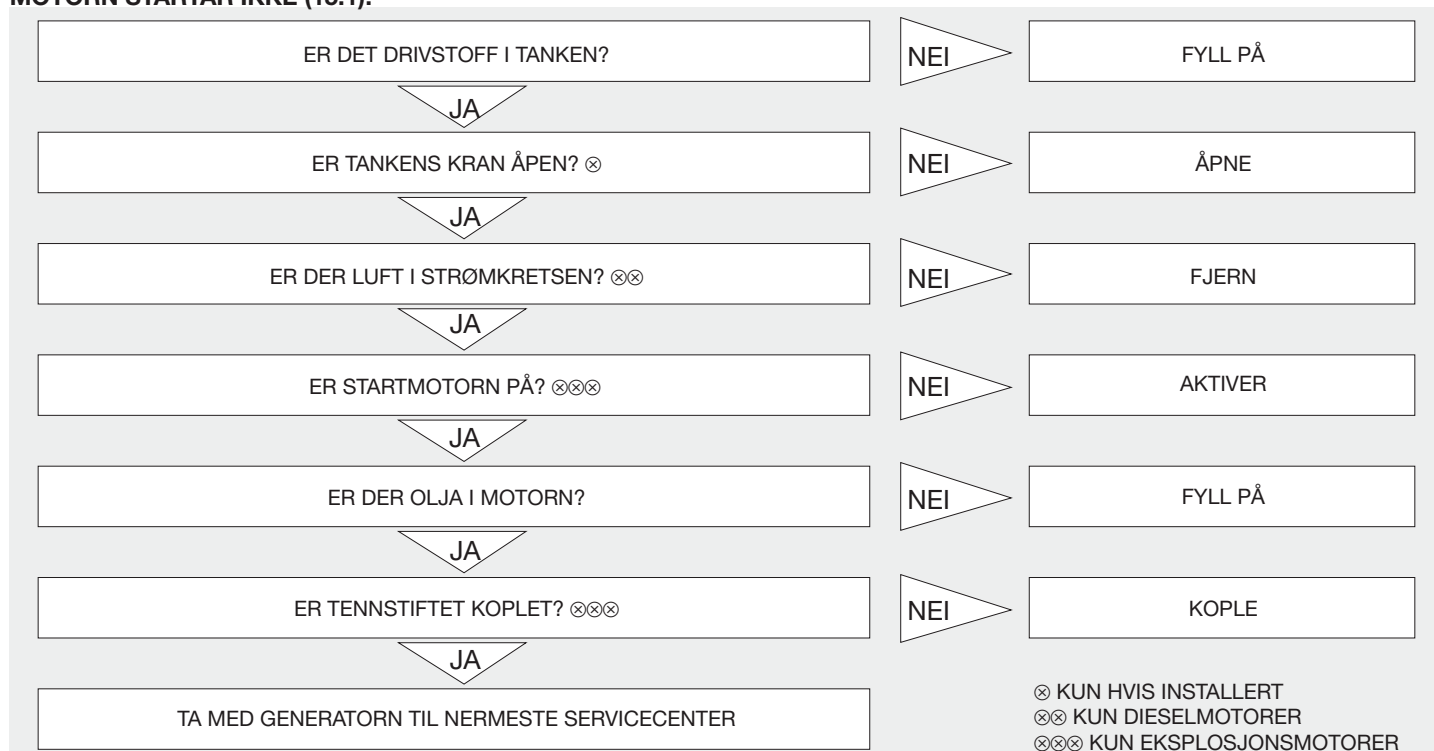 MOTORN STARTAR IKKE (18.1):
ER DET DRIVSTOFF I TANKEN?
NEI
FYLL PÅ
JA
ER TANKENS KRAN ÅPEN? ⊗
NEI
ÅPNE
JA
ER DER LUFT I STRØMKRETSEN? ⊗⊗
NEI
FJERN
JA
ER STARTMOTORN PÅ? ⊗⊗⊗
NEI
AKTIVER
JA
ER DER OLJA I MOTORN?
NEI
FYLL PÅ
JA
ER TENNSTIFTET KOPLET? ⊗⊗⊗
NEI
KOPLE
JA
TA MED GENERATORN TIL NERMESTE SERVICECENTER
⊗ KUN HVIS INSTALLERT
⊗⊗ KUN DIESELMOTORER
⊗⊗⊗ KUN EKSPLOSJONSMOTORER